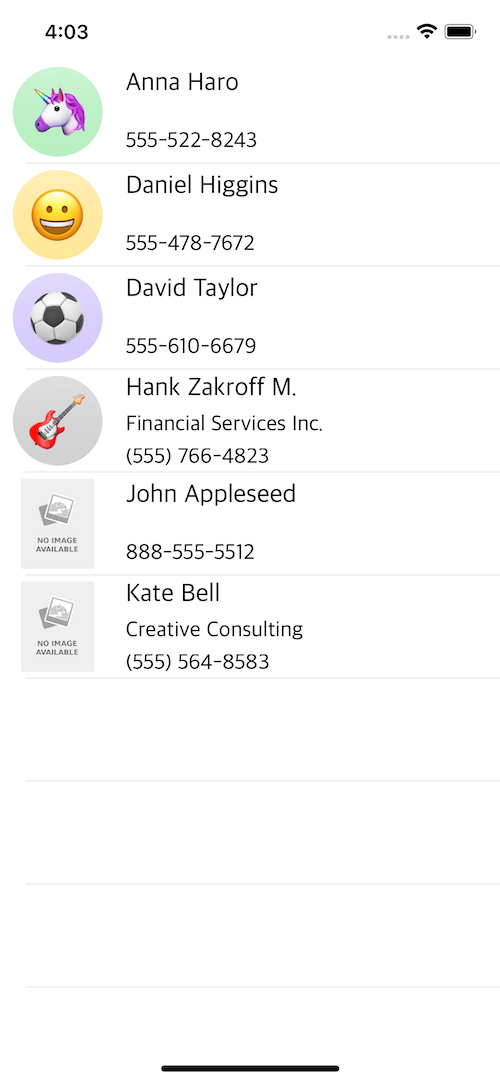 4:03
Anna Haro
555-522-8243
Daniel Higgins
555-478-7672
David Taylor
555-610-6679
Hank Zakroff M.
Financial Services Inc.
(555) 766-4823
NO IMAGE
AVAILABLE
John Appleseed
888-555-5512
NO IMAGE
AVAILABLE
Kate Bell
Creative Consulting
(555) 564-8583